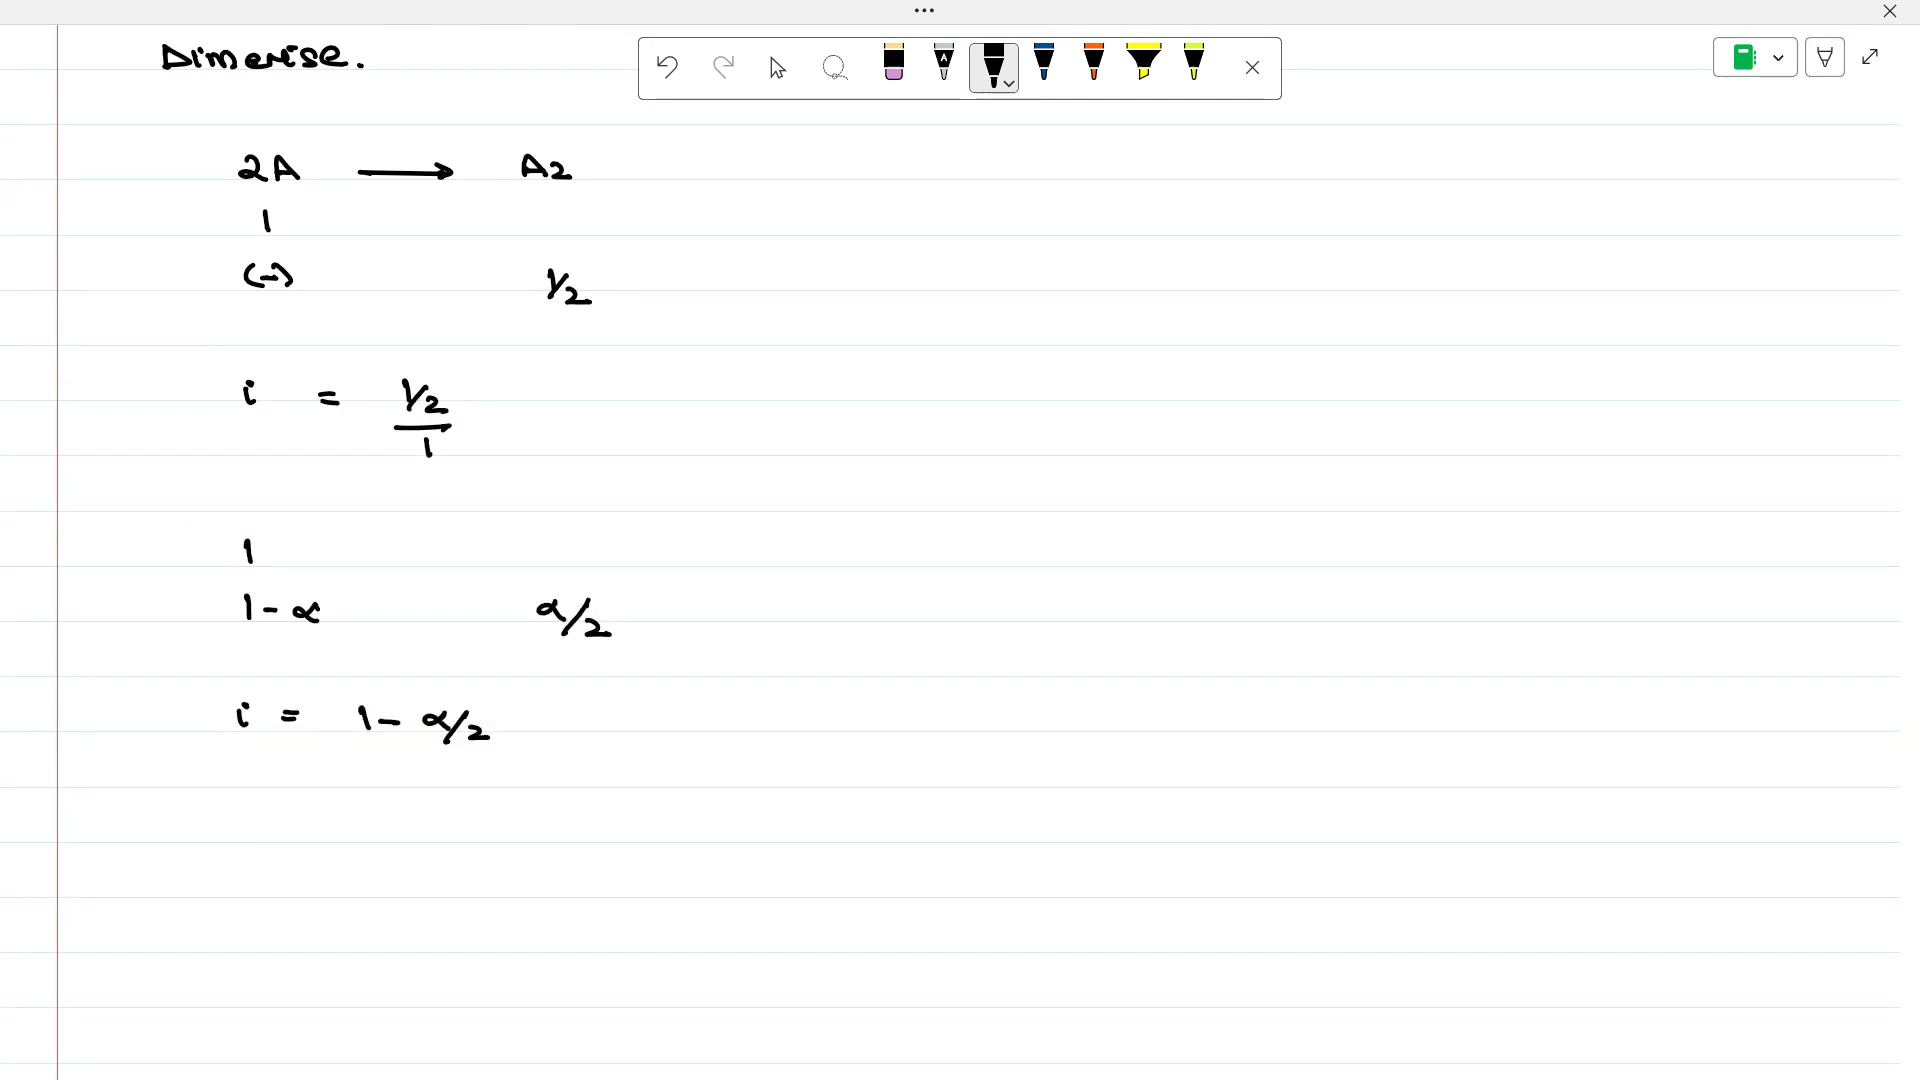 Dimerise.
2A ⟶ A2
1
(-) 1/2
i = 1/2
1
1
1 - α α/2
i = 1 - α/2